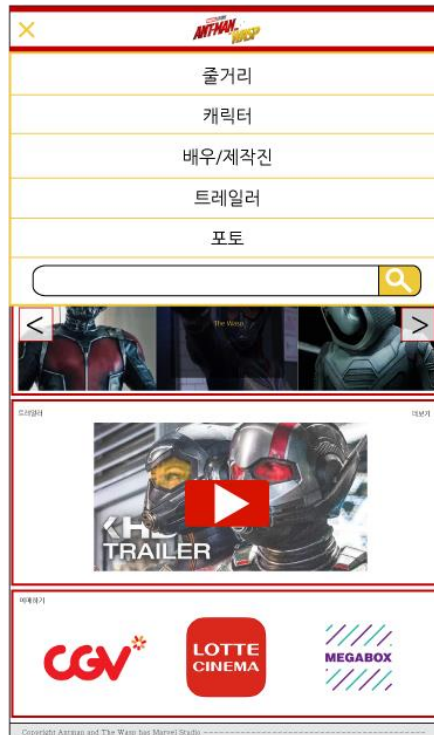 ANT-MAN
WASP
줄거리
캐릭터
배우/제작진
트레일러
포토
<
The Wasp
>
트레일러
더보기
TRAILER
예매하기
CGV
LOTTE
CINEMA
MEGABOX
Copyright Antman and The Wasp has Marvel Studio